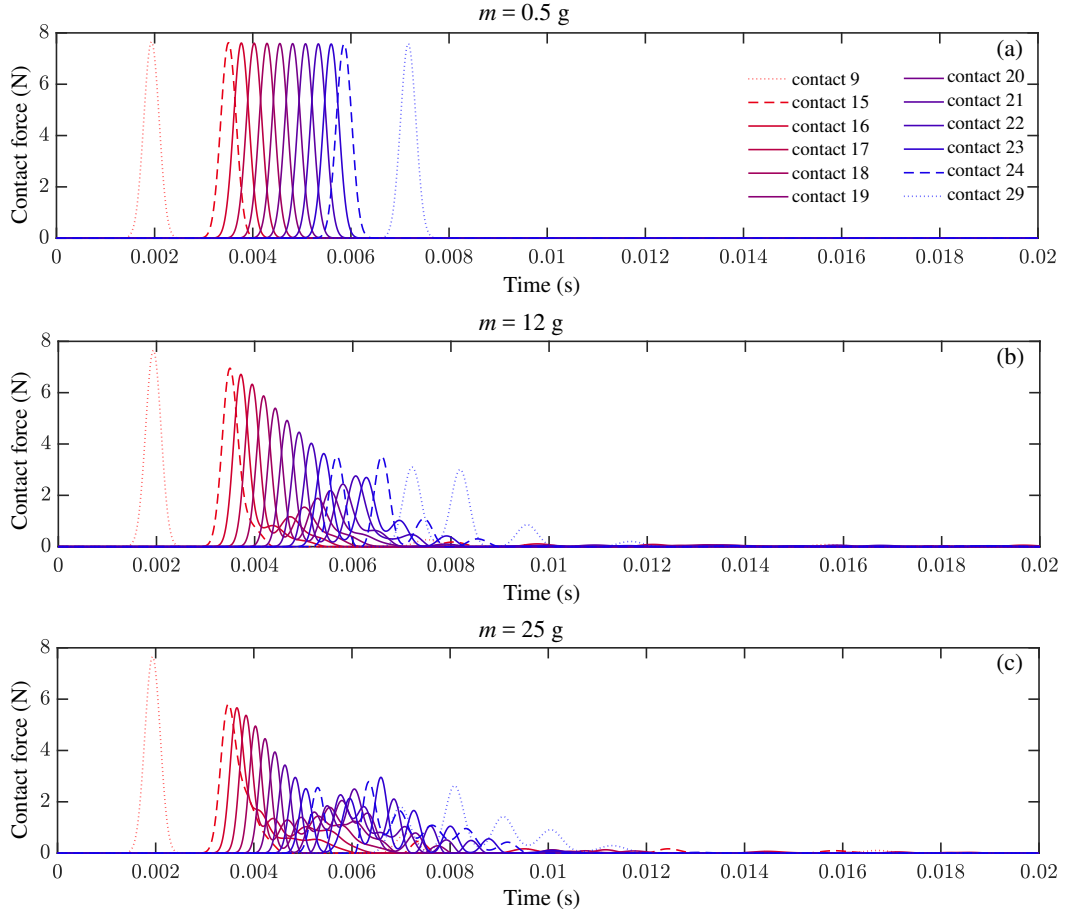 m = 0.5 g
(a)
Contact force (N)
8
6
4
2
0
contact 9
contact 15
contact 16
contact 17
contact 18
contact 19
contact 20
contact 21
contact 22
contact 23
contact 24
contact 29
0 0.002 0.004 0.006 0.008 0.01 0.012 0.014 0.016 0.018 0.02
Time (s)
m = 12 g
(b)
Contact force (N)
8
6
4
2
0
0 0.002 0.004 0.006 0.008 0.01 0.012 0.014 0.016 0.018 0.02
Time (s)
m = 25 g
(c)
Contact force (N)
8
6
4
2
0
0 0.002 0.004 0.006 0.008 0.01 0.012 0.014 0.016 0.018 0.02
Time (s)